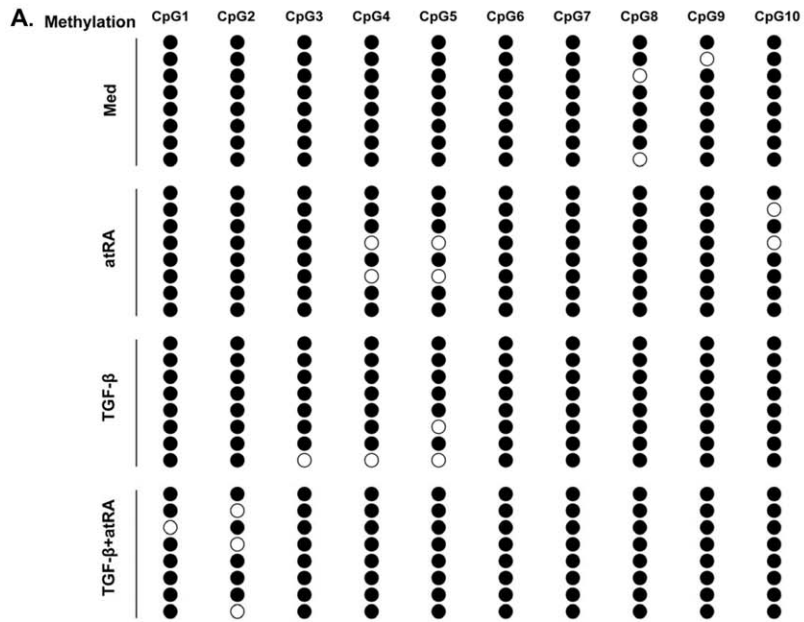 A. Methylation CpG1 CpG2 CpG3 CpG4 CpG5 CpG6 CpG7 CpG8 CpG9 CpG10
Med
atRA
TGF-β
TGF-β+atRA